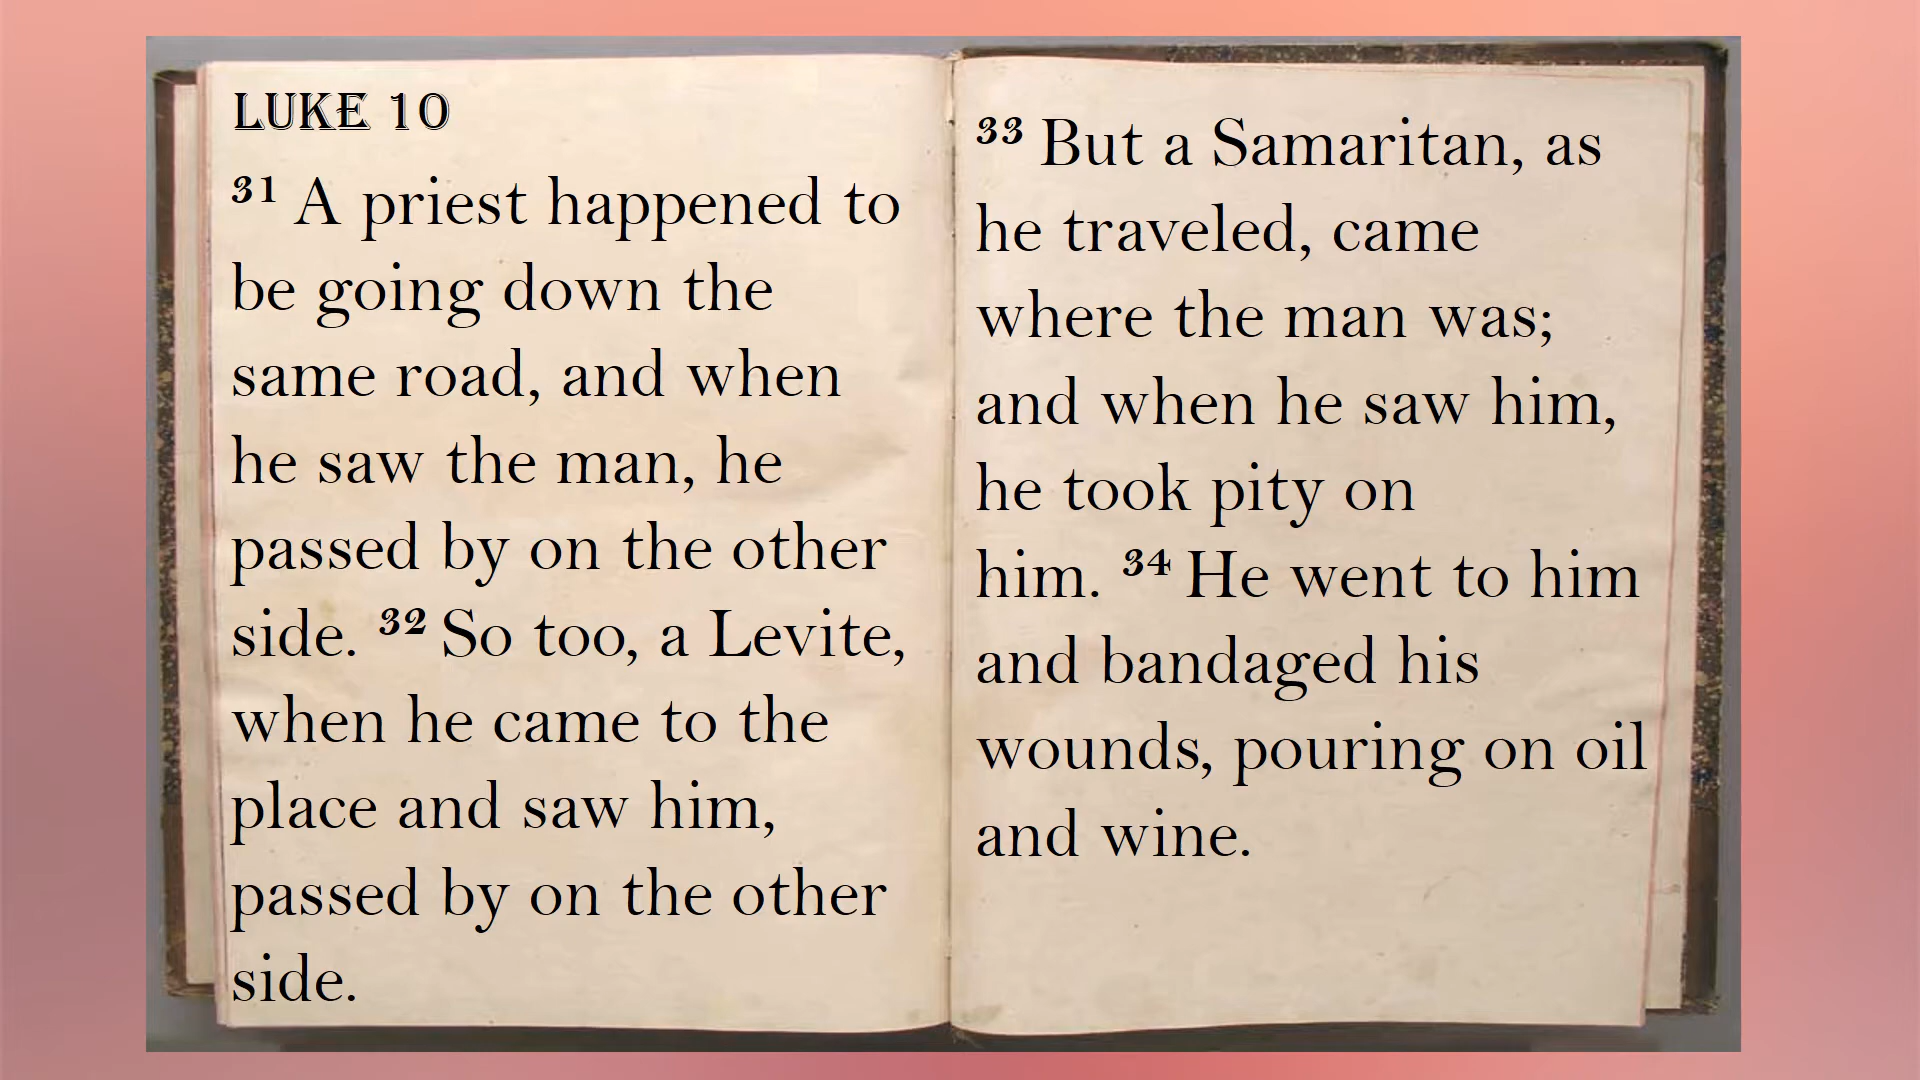 LUKE 10
31 A priest happened to
be going down the
same road, and when
he saw the man, he
passed by on the other
side. 32 So too, a Levite,
when he came to the
place and saw him,
passed by on the other
side.
33 But a Samaritan, as
he traveled, came
where the man was;
and when he saw him,
he took pity on
him. 34 He went to him
and bandaged his
wounds, pouring on oil
and wine.